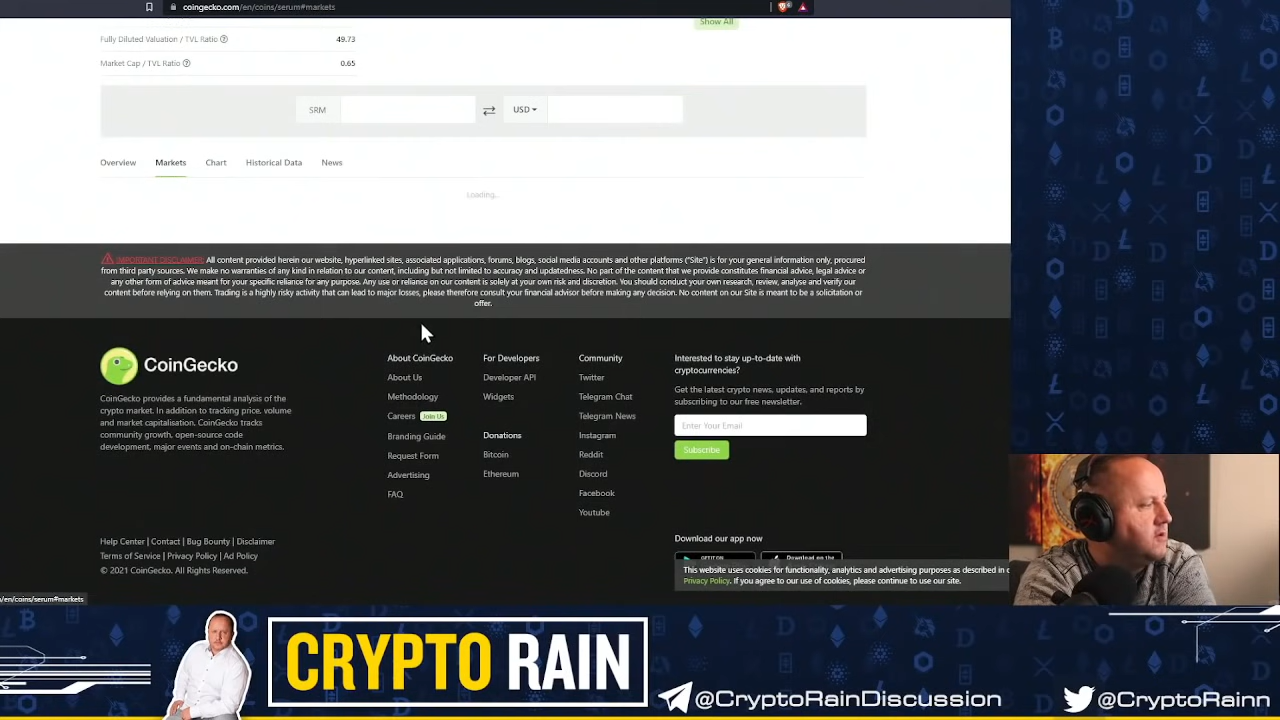 coingecko.com/en/coins/serum#markets
Show All
Fully Diluted Valuation / TVL Ratio
49.73
Market Cap / TVL Ratio
0.65
SRM
USD
Overview
Markets
Chart
Historical Data
News
Loading...
IMPORTANT DISCLAIMER: All content provided herein our website, hyperlinked sites, associated applications, forums, blogs, social media accounts and other platforms ("Site") is for your general information only, procured
from third party sources. We make no warranties of any kind in relation to our content, including but not limited to accuracy and updatedness. No part of the content that we provide constitutes financial advice, legal advice or
any other form of advice meant for your specific reliance for any purpose. Any use or reliance on our content is solely at your own risk and discretion. You should conduct your own research, review, analyse and verify our
content before relying on them. Trading is a highly risky activity that can lead to major losses, please therefore consult your financial advisor before making any decision. No content on our Site is meant to be a solicitation or
offer.
CoinGecko
CoinGecko provides a fundamental analysis of the
crypto market. In addition to tracking price, volume
and market capitalisation. CoinGecko tracks
community growth, open-source code
development, major events and on-chain metrics.
About CoinGecko
About Us
Methodology
Careers Join Us
Branding Guide
Request Form
Advertising
FAQ
For Developers
Developer API
Widgets
Donations
Bitcoin
Ethereum
Community
Twitter
Telegram Chat
Telegram News
Instagram
Reddit
Discord
Facebook
Youtube
Interested to stay up-to-date with
cryptocurrencies?
Get the latest crypto news, updates, and reports by
subscribing to our free newsletter.
Enter Your Email
Subscribe
Download our app now
GET IT ON
Download on the
Help Center | Contact | Bug Bounty | Disclaimer
Terms of Service | Privacy Policy | Ad Policy
© 2021 CoinGecko. All Rights Reserved.
This website uses cookies for functionality, analytics and advertising purposes as described in o
Privacy Policy. If you agree to our use of cookies, please continue to use our site.
/en/coins/serum#markets
CRYPTO RAIN
@CryptoRainDiscussion
@CryptoRainn